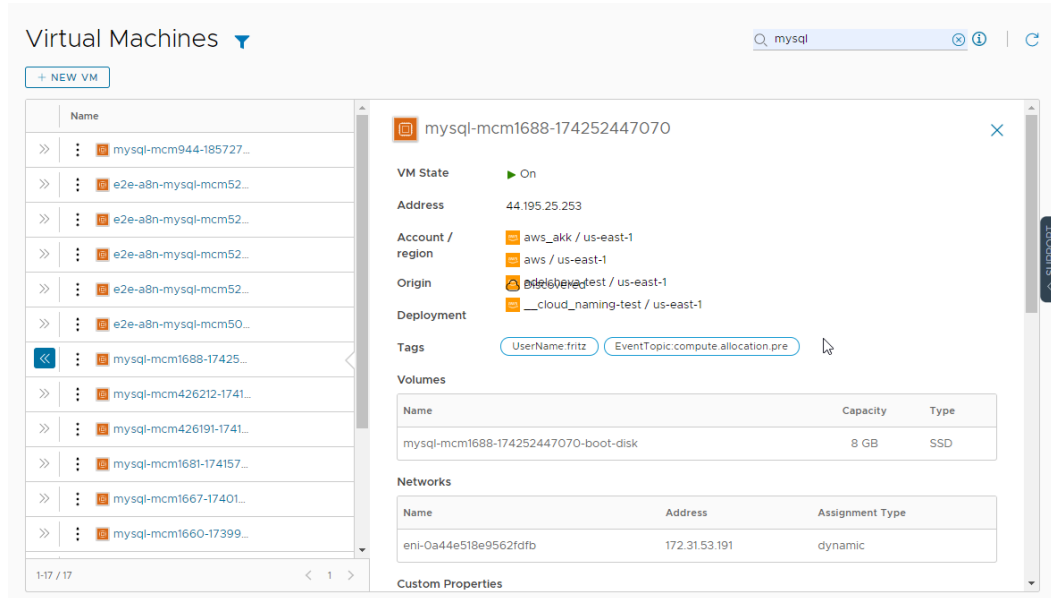 Virtual Machines
mysql
+ NEW VM
Name
mysql-mcm944-185727...
e2e-a8n-mysql-mcm52...
e2e-a8n-mysql-mcm52...
e2e-a8n-mysql-mcm52...
e2e-a8n-mysql-mcm52...
e2e-a8n-mysql-mcm50...
mysql-mcm1688-17425...
mysql-mcm426212-1741...
mysql-mcm426191-1741...
mysql-mcm1681-174157...
mysql-mcm1667-17401...
mysql-mcm1660-17399...
1-17 / 17
1
mysql-mcm1688-174252447070
VM State On
Address 44.195.25.253
Account / region
aws_akk / us-east-1
aws / us-east-1
Origin Discovered
test / us-east-1
__cloud_naming-test / us-east-1
Deployment
Tags UserName:fritz EventTopic:compute.allocation.pre
Volumes
Name Capacity Type
mysql-mcm1688-174252447070-boot-disk 8 GB SSD
Networks
Name Address Assignment Type
eni-0a44e518e9562fdfb 172.31.53.191 dynamic
Custom Properties
SUPPORT